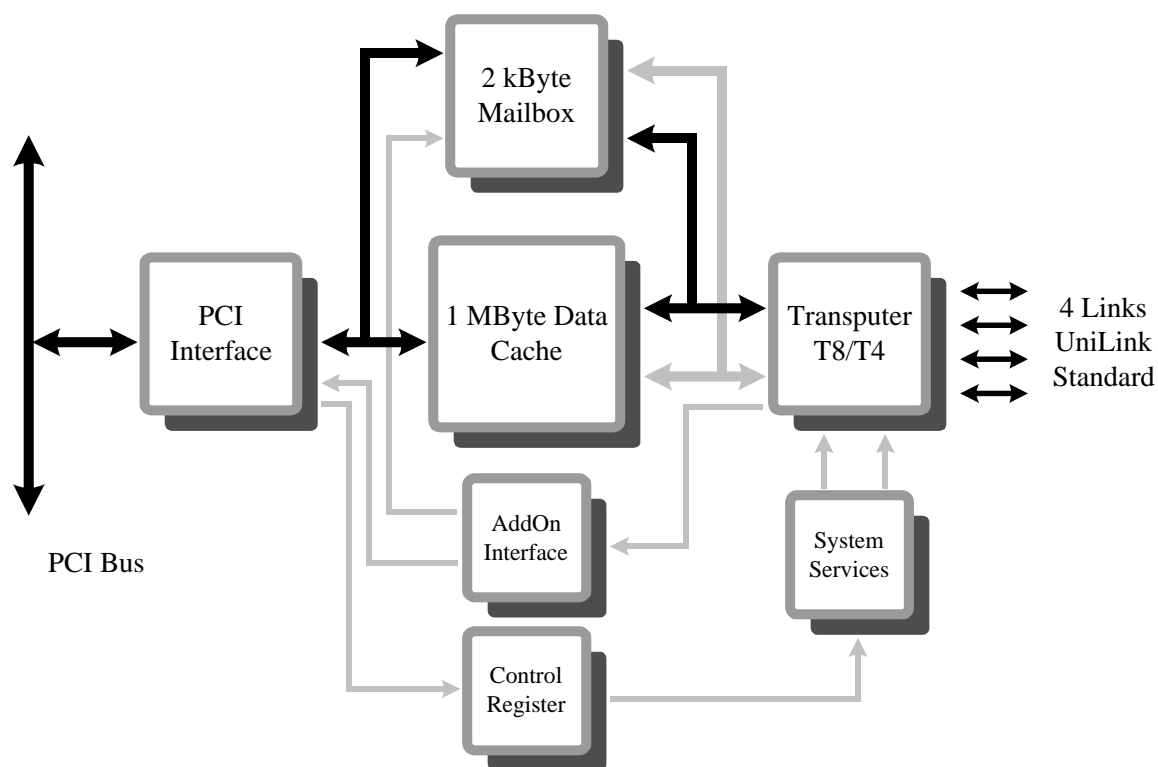 2 kByte
Mailbox
PCI
Interface
1 MByte Data
Cache
Transputer
T8/T4
4 Links
UniLink
Standard
AddOn
Interface
System
Services
PCI Bus
Control
Register